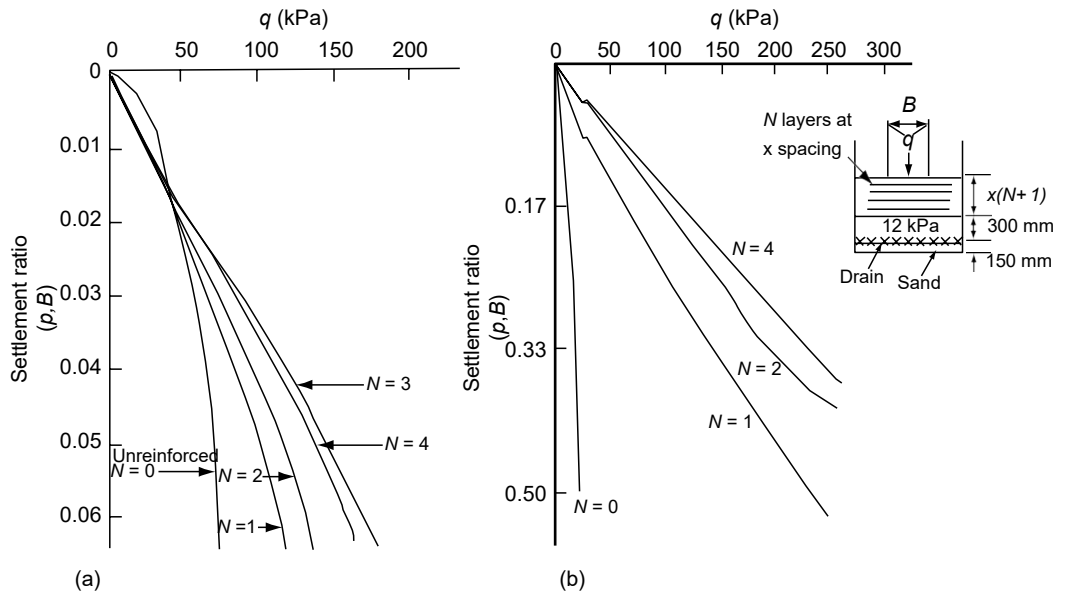 q (kPa)
0 50 100 150 200
0
0.01
0.02
0.03
0.04
0.05
0.06
Settlement ratio
(p,B)
N = 3
N = 4
Unreinforced
N = 0
N = 2
N =1
(a)
q (kPa)
0 50 100 150 200 250 300
0.17
0.33
0.50
Settlement ratio
(p,B)
N = 4
N = 2
N = 1
N = 0
N layers at
x spacing
B
q
x(N+ 1)
12 kPa
300 mm
150 mm
Drain
Sand
(b)